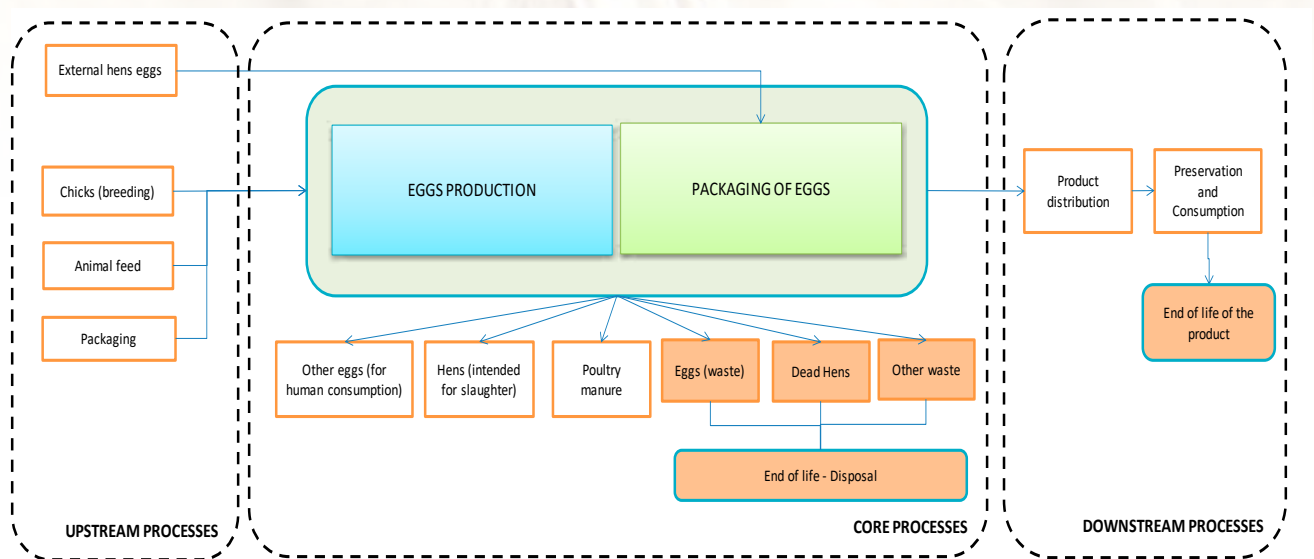 External hens eggs
Chicks (breeding)
Animal feed
Packaging
UPSTREAM PROCESSES
EGGS PRODUCTION
PACKAGING OF EGGS
Other eggs (for
human consumption)
Hens (intended
for slaughter)
Poultry
manure
Eggs (waste)
Dead Hens
Other waste
End of life - Disposal
CORE PROCESSES
Product
distribution
Preservation
and
Consumption
End of life of the
product
DOWNSTREAM PROCESSES